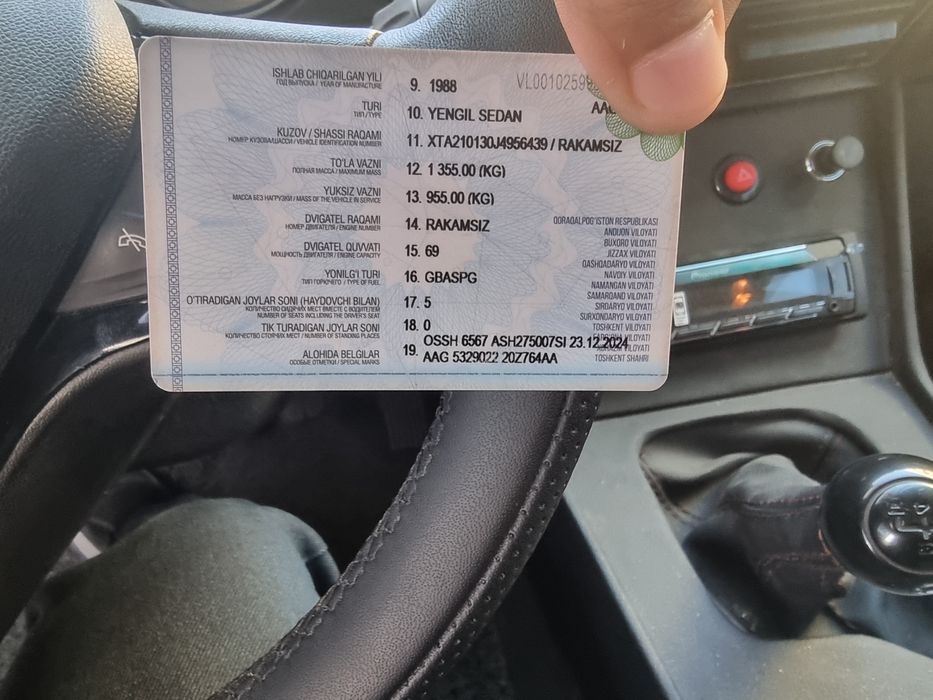 ISHLAB CHIQARILGAN YILI
ГОД ВЫПУСКА / YEAR OF MANUFACTURE
9. 1988
TURI
ТИП / TYPE
10. YENGIL SEDAN
KUZOV / SHASSI RAQAMI
НОМЕР КУЗОВА/ШАССИ / VEHICLE IDENTIFICATION NUMBER
11. XTA210130J4956439 / RAKAMSIZ
TO'LA VAZNI
ПОЛНАЯ МАССА / MAXIMUM MASS
12. 1 355.00 (KG)
YUKSIZ VAZNI
МАССА БЕЗ НАГРУЗКИ / MASS OF THE VEHICLE IN SERVICE
13. 955.00 (KG)
DVIGATEL RAQAMI
НОМЕР ДВИГАТЕЛЯ / ENGINE NUMBER
14. RAKAMSIZ
DVIGATEL QUVVATI
МОЩНОСТЬ ДВИГАТЕЛЯ / ENGINE CAPACITY
15. 69
YONILG'I TURI
ТИП ГОРЮЧЕГО / TYPE OF FUEL
16. GBASPG
O'TIRADIGAN JOYLAR SONI (HAYDOVCHI BILAN)
КОЛИЧЕСТВО СИДЯЧИХ МЕСТ ВМЕСТЕ С ВОДИТЕЛЕМ
NUMBER OF SEATS INCLUDING THE DRIVER'S SEAT
17. 5
TIK TURADIGAN JOYLAR SONI
КОЛИЧЕСТВО СТОЯЧИХ МЕСТ / NUMBER OF STANDING PLACES
18. 0
ALOHIDA BELGILAR
ОСОБЫЕ ОТМЕТКИ / SPECIAL MARKS
19. OSSH 6567 ASH275007SI 23.12.2024
AAG 5329022 20Z764AA
VL0010259
AAG
QORAQALPOG'ISTON RESPUBLIKASI
ANDIJON VILOYATI
BUXORO VILOYATI
JIZZAX VILOYATI
QASHQADARYO VILOYATI
NAVOIY VILOYATI
NAMANGAN VILOYATI
SAMARQAND VILOYATI
SIRDARYO VILOYATI
SURXONDARYO VILOYATI
TOSHKENT VILOYATI
TOSHKENT SHAHRI
Pioneer